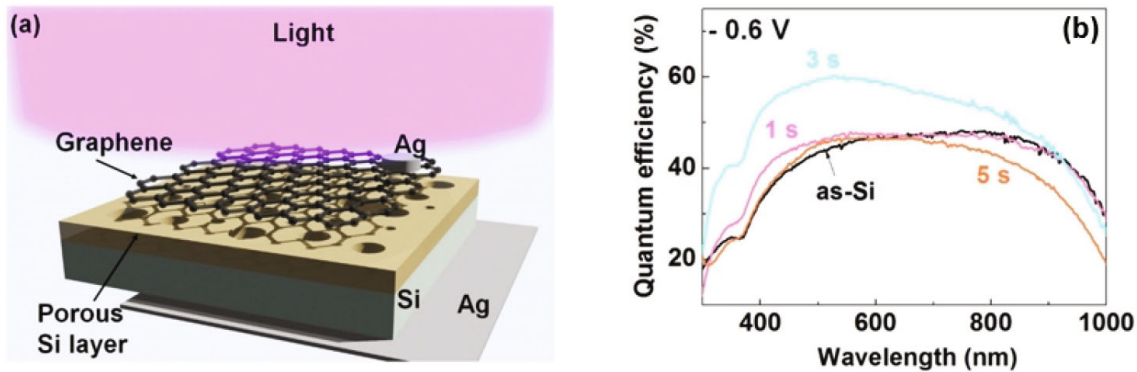 (a)
Light
Graphene
Ag
Porous
Si layer
Si
Ag
- 0.6 V
(b)
3 s
1 s
as-Si
5 s
Quantum efficiency (%)
60
40
20
400
600
800
1000
Wavelength (nm)